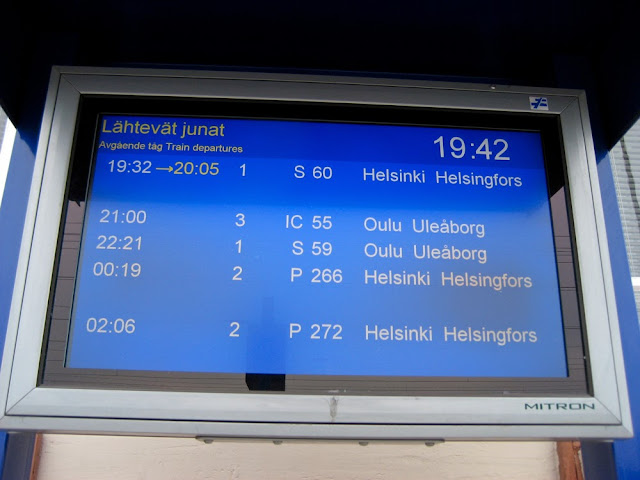 Lähtevät junat
Avgående tåg Train departures
19:42
19:32 →20:05 1 S 60 Helsinki Helsingfors
21:00 3 IC 55 Oulu Uleåborg
22:21 1 S 59 Oulu Uleåborg
00:19 2 P 266 Helsinki Helsingfors
02:06 2 P 272 Helsinki Helsingfors
MITRON